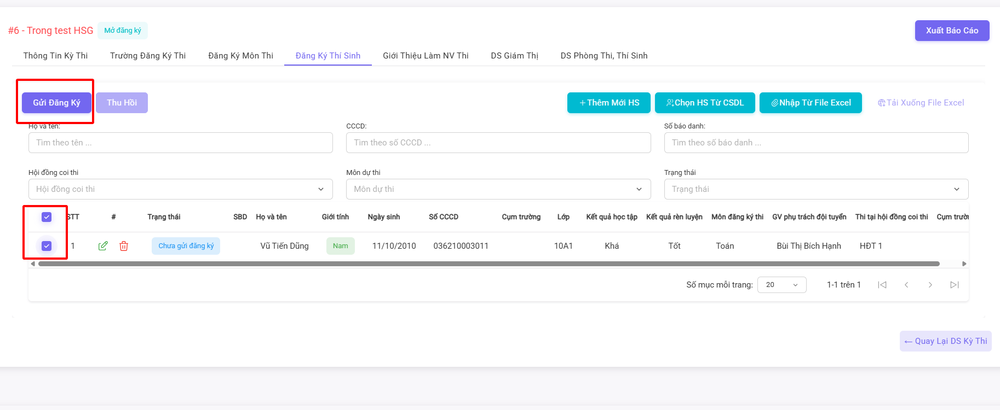 #6 - Trong test HSG Mở đăng ký Xuất Báo Cáo
Thông Tin Kỳ Thi Trường Đăng Ký Thi Đăng Ký Môn Thi Đăng Ký Thí Sinh Giới Thiệu Làm NV Thi DS Giám Thị DS Phòng Thi, Thí Sinh
Gửi Đăng Ký Thu Hồi +Thêm Mới HS Chọn HS Từ CSDL Nhập Từ File Excel Tải Xuống File Excel
Họ và tên: CCCD: Số báo danh:
Tìm theo tên ... Tìm theo số CCCD ... Tìm theo số báo danh ...
Hội đồng coi thi Môn dự thi Trạng thái
Hội đồng coi thi Môn dự thi Trạng thái
STT # Trạng thái SBD Họ và tên Giới tính Ngày sinh Số CCCD Cụm trường Lớp Kết quả học tập Kết quả rèn luyện Môn đăng ký thi GV phụ trách đội tuyển Thi tại hội đồng coi thi Cụm trườn
1 Chưa gửi đăng ký Vũ Tiến Dũng Nam 11/10/2010 036210003011 10A1 Khá Tốt Toán Bùi Thị Bích Hạnh HĐT 1
Số mục mỗi trang: 20 1-1 trên 1
← Quay Lại DS Kỳ Thi